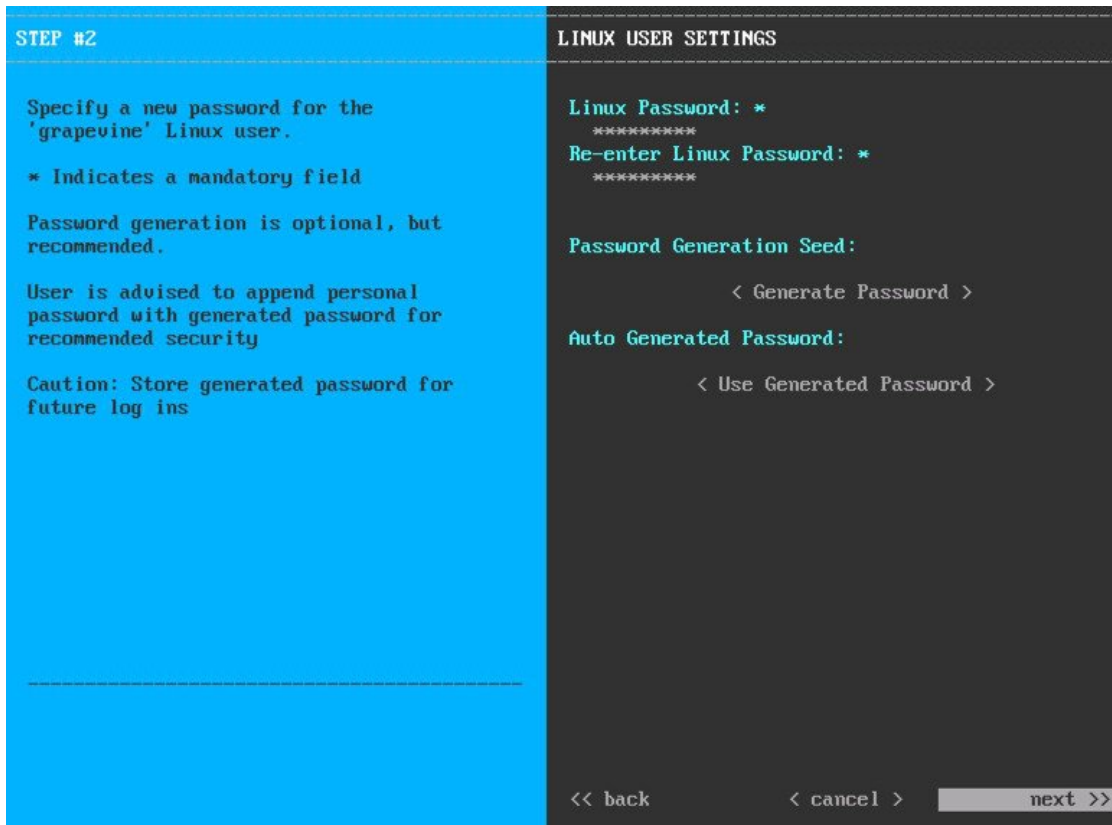 STEP #2
Specify a new password for the
'grapevine' Linux user.
* Indicates a mandatory field
Password generation is optional, but
recommended.
User is advised to append personal
password with generated password for
recommended security
Caution: Store generated password for
future log ins
LINUX USER SETTINGS
Linux Password: *
*********
Re-enter Linux Password: *
*********
Password Generation Seed:
< Generate Password >
Auto Generated Password:
< Use Generated Password >
<< back < cancel > next >>